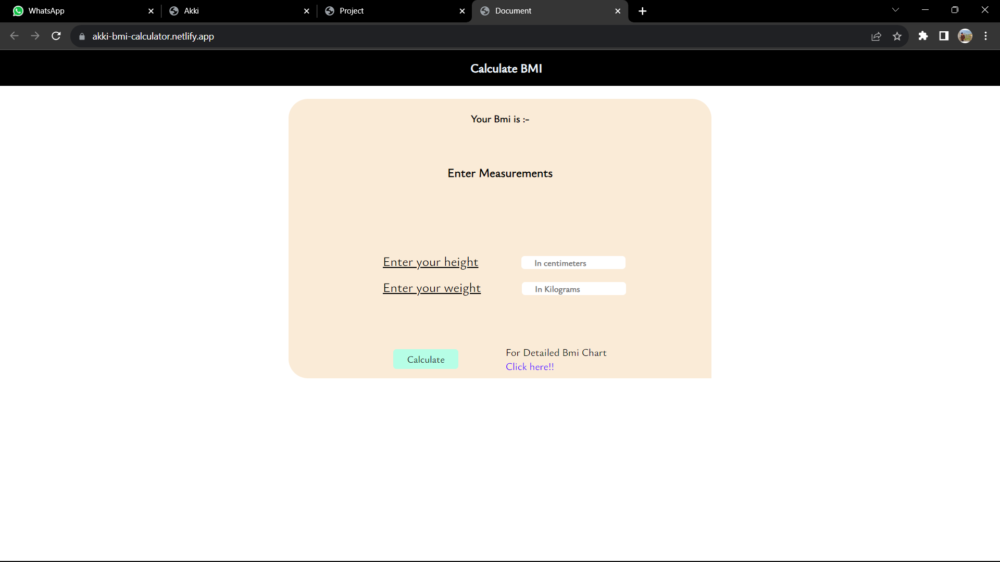 WhatsApp
Akki
Project
Document
akki-bmi-calculator.netlify.app
Calculate BMI
Your Bmi is :-
Enter Measurements
Enter your height
In centimeters
Enter your weight
In Kilograms
Calculate
For Detailed Bmi Chart
Click here!!